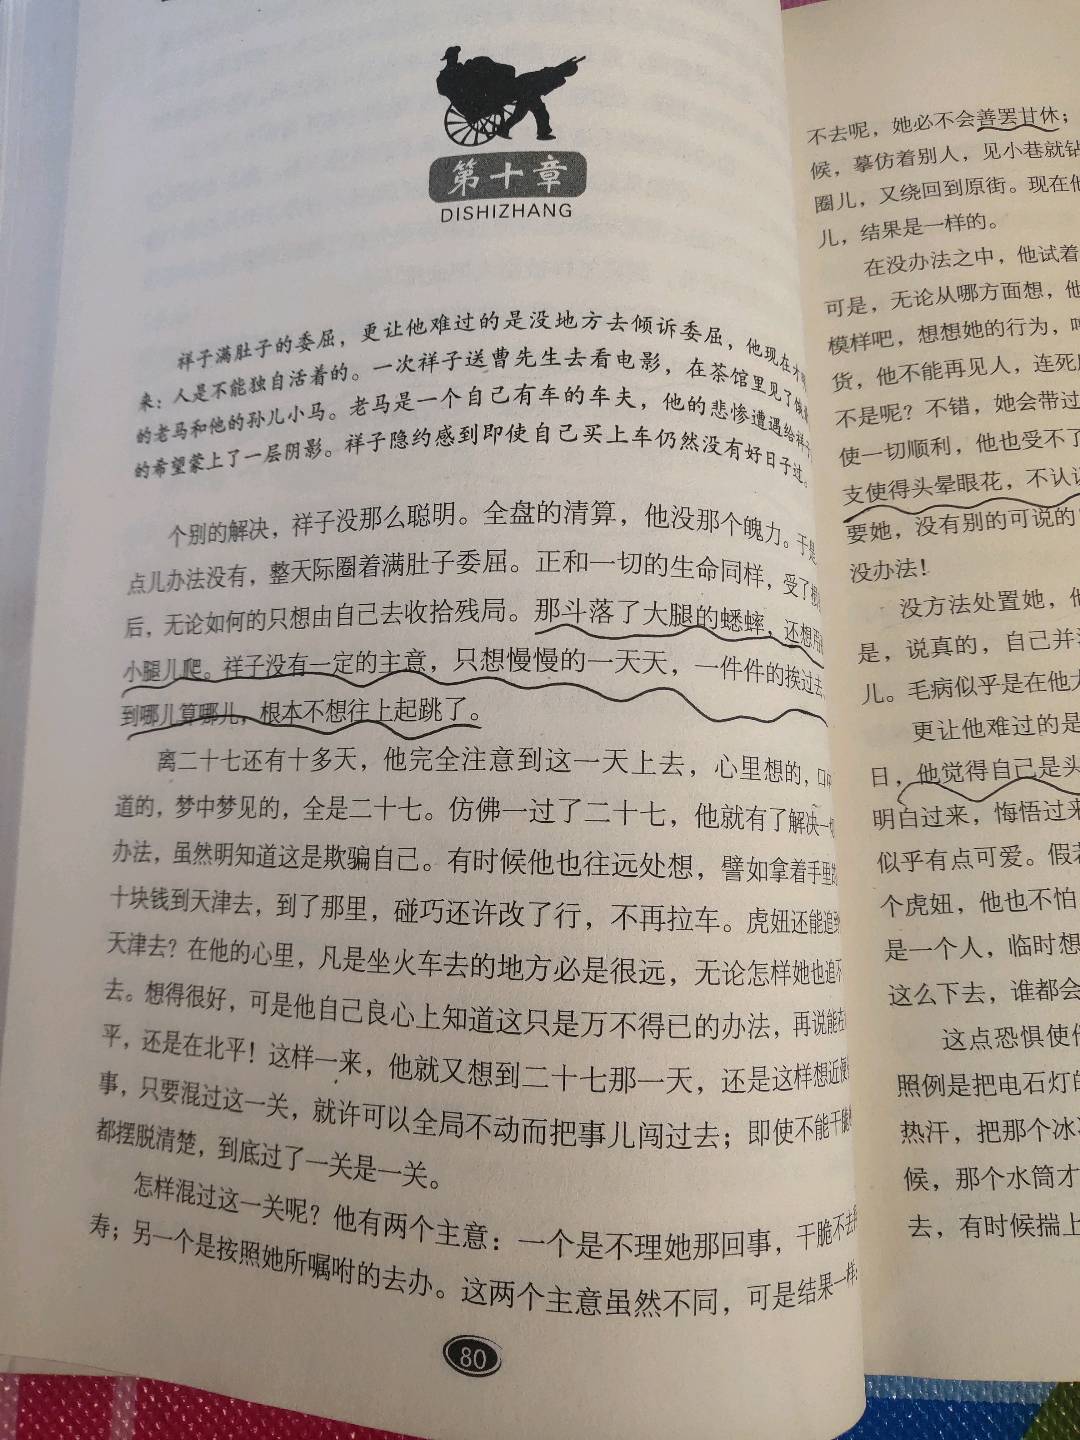 第十章
DISHIZHANG
祥子满肚子的委屈，更让他难过的是没地方去倾诉委屈，他现在才
来：人是不能独自活着的。一次祥子送曹先生去看电影，在茶馆里见了
的老马和他的孙儿小马。老马是一个自己有车的车夫，他的悲惨遭遇给祥子
的希望蒙上了一层阴影。祥子隐约感到即使自己买上车仍然没有好日子过。
个别的解决，祥子没那么聪明。全盘的清算，他没那个魄力。于是
点儿办法没有，整天际圈着满肚子委屈。正和一切的生命同样，受了
后，无论如何的只想由自己去收拾残局。那斗落了大腿的蟋蟀，还想用
小腿儿爬。祥子没有一定的主意，只想慢慢的一天天，一件件的挨过去，
到哪儿算哪儿，根本不想往上起跳了。
离二十七还有十多天，他完全注意到这一天上去，心里想的，口
道的，梦中梦见的，全是二十七。仿佛一过了二十七，他就有了解决一
办法，虽然明知道这是欺骗自己。有时候他也往远处想，譬如拿着手里
十块钱到天津去，到了那里，碰巧还许改了行，不再拉车。虎妞还能追到
天津去？在他的心里，凡是坐火车去的地方必是很远，无论怎样她也追不
去。想得很好，可是他自己良心上知道这只是万不得已的办法，再说能在
平，还是在北平！这样一来，他就又想到二十七那一天，还是这样想近便
事，只要混过这一关，就许可以全局不动而把事儿闯过去；即使不能干脆
都摆脱清楚，到底过了一关是一关。
怎样混过这一关呢？他有两个主意：一个是不理她那回事，干脆不去
寿；另一个是按照她所嘱咐的去办。这两个主意虽然不同，可是结果一样：
80
不去呢，她必不会善罢甘休；
候，摹仿着别人，见小巷就钻
圈儿，又绕回到原街。现在他
儿，结果是一样的。
在没办法之中，他试着
可是，无论从哪方面想，他
模样吧，想想她的行为，
货，他不能再见人，连死
不是呢？不错，她会带过
使一切顺利，他也受不了
支使得头晕眼花，不认
要她，没有别的可说的
没办法！
没方法处置她，他
是，说真的，自己并
儿。毛病似乎是在他
更让他难过的是
日，他觉得自己是头
明白过来，悔悟过来
似乎有点可爱。假
个虎妞，他也不怕
是一个人，临时想
这么下去，谁都会
这点恐惧使他
照例是把电石灯的
热汗，把那个冰
候，那个水筒才
去，有时候揣上